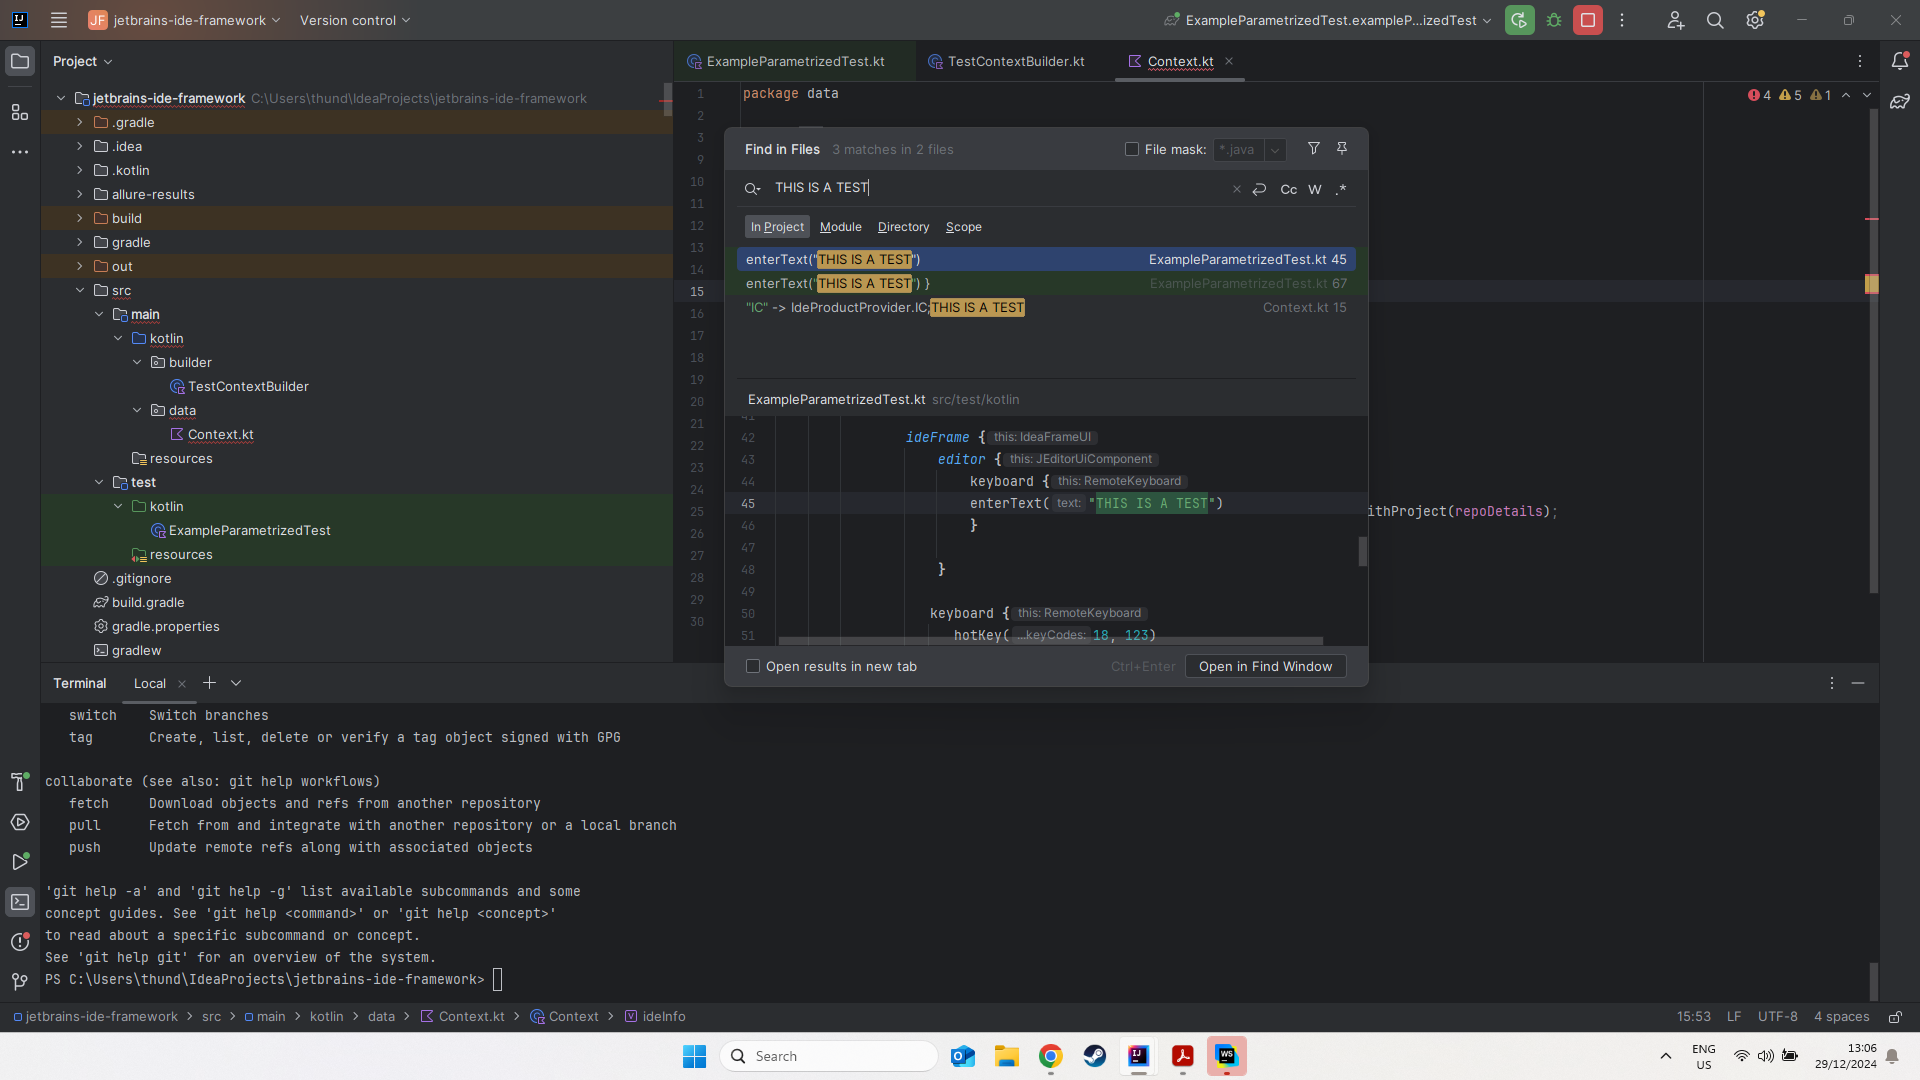 JF jetbrains-ide-framework Version control ExampleParametrizedTest.exampleP...izedTest
Project
jetbrains-ide-framework C:\Users\thund\IdeaProjects\jetbrains-ide-framework
.gradle
.idea
.kotlin
allure-results
build
gradle
out
src
main
kotlin
builder
TestContextBuilder
data
Context.kt
resources
test
kotlin
ExampleParametrizedTest
resources
.gitignore
build.gradle
gradle.properties
gradlew
ExampleParametrizedTest.kt TestContextBuilder.kt Context.kt
1 package data
2
3
9
10
11
12
13
14
15
16
17
18
19
20
21
22
23
24
25
26
27
28
29
30
4 5 1
ithProject(repoDetails);
Find in Files 3 matches in 2 files File mask: *.java
THIS IS A TEST Cc W .*
In Project Module Directory Scope
enterText("THIS IS A TEST") ExampleParametrizedTest.kt 45
enterText("THIS IS A TEST") } ExampleParametrizedTest.kt 67
"IC" -> IdeProductProvider.IC;THIS IS A TEST Context.kt 15
ExampleParametrizedTest.kt src/test/kotlin
41
42 ideFrame { this: IdeaFrameUI
43 editor { this: JEditorUiComponent
44 keyboard { this: RemoteKeyboard
45 enterText( text: "THIS IS A TEST")
46 }
47
48 }
49
50 keyboard { this: RemoteKeyboard
51 hotKey( ...keyCodes: 18, 123)
Open results in new tab Ctrl+Enter Open in Find Window
Terminal Local
switch Switch branches
tag Create, list, delete or verify a tag object signed with GPG
collaborate (see also: git help workflows)
fetch Download objects and refs from another repository
pull Fetch from and integrate with another repository or a local branch
push Update remote refs along with associated objects
'git help -a' and 'git help -g' list available subcommands and some
concept guides. See 'git help <command>' or 'git help <concept>'
to read about a specific subcommand or concept.
See 'git help git' for an overview of the system.
PS C:\Users\thund\IdeaProjects\jetbrains-ide-framework>
jetbrains-ide-framework > src > main > kotlin > data > Context.kt > Context > ideInfo 15:53 LF UTF-8 4 spaces
Search
ENG
US
13:06
29/12/2024